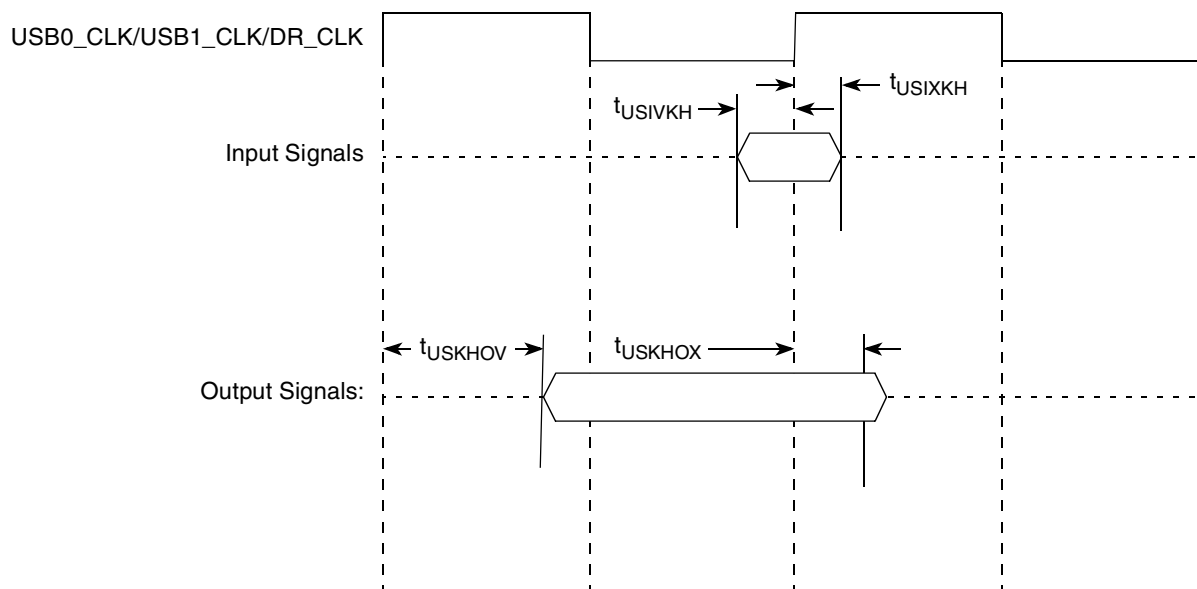 USB0_CLK/USB1_CLK/DR_CLK
tUSIXKH
tUSIVKH
Input Signals
tUSKHOV
tUSKHOX
Output Signals: